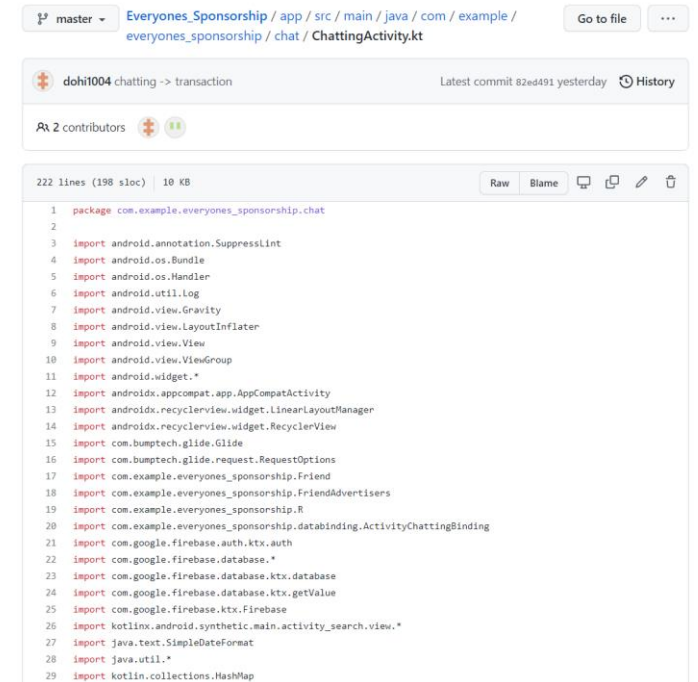 master
Everyones_Sponsorship / app / src / main / java / com / example /
everyones_sponsorship / chat / ChattingActivity.kt
Go to file
...
dohi1004 chatting -> transaction
Latest commit 82ed491 yesterday
History
2 contributors
222 lines (198 sloc) 10 KB
Raw
Blame
1 package com.example.everyones_sponsorship.chat
2
3 import android.annotation.SuppressLint
4 import android.os.Bundle
5 import android.os.Handler
6 import android.util.Log
7 import android.view.Gravity
8 import android.view.LayoutInflater
9 import android.view.View
10 import android.view.ViewGroup
11 import android.widget.*
12 import androidx.appcompat.app.AppCompatActivity
13 import androidx.recyclerview.widget.LinearLayoutManager
14 import androidx.recyclerview.widget.RecyclerView
15 import com.bumptech.glide.Glide
16 import com.bumptech.glide.request.RequestOptions
17 import com.example.everyones_sponsorship.Friend
18 import com.example.everyones_sponsorship.FriendAdvertisers
19 import com.example.everyones_sponsorship.R
20 import com.example.everyones_sponsorship.databinding.ActivityChattingBinding
21 import com.google.firebase.auth.ktx.auth
22 import com.google.firebase.database.*
23 import com.google.firebase.database.ktx.database
24 import com.google.firebase.database.ktx.getValue
25 import com.google.firebase.ktx.Firebase
26 import kotlinx.android.synthetic.main.activity_search.view.*
27 import java.text.SimpleDateFormat
28 import java.util.*
29 import kotlin.collections.HashMap